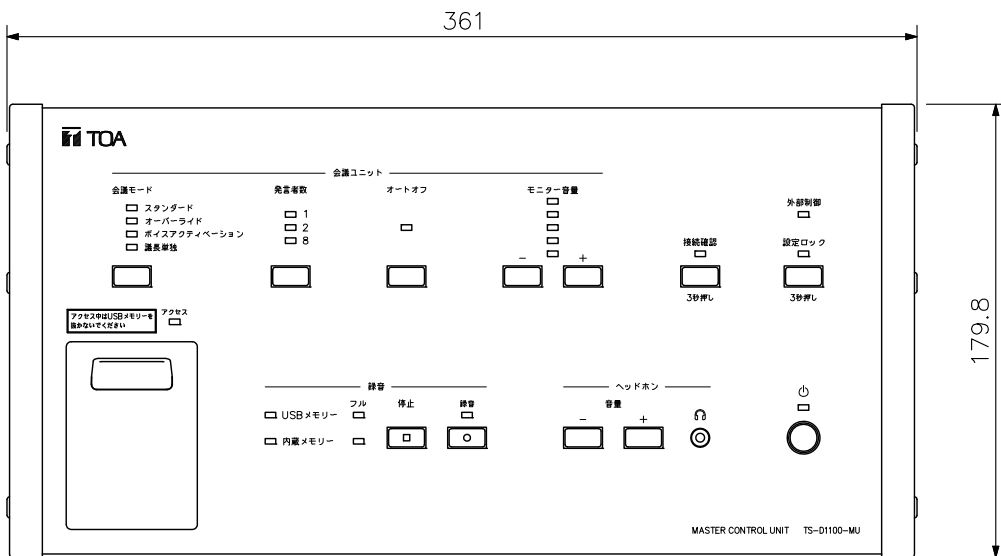 361
TOA
会議ユニット
会議モード
発言者数
オートオフ
モニター音量
外部制御
スタンダード
オーバーライド
ボイスアクティベーション
議長単独
1
2
8
接続確認
設定ロック
− +
3秒押し
3秒押し
179.8
アクセス中はUSBメモリーを
抜かないでください
アクセス
録音
ヘッドホン
フル
停止
録音
音量
USBメモリー
内蔵メモリー
− +
MASTER CONTROL UNIT TS-D1100-MU